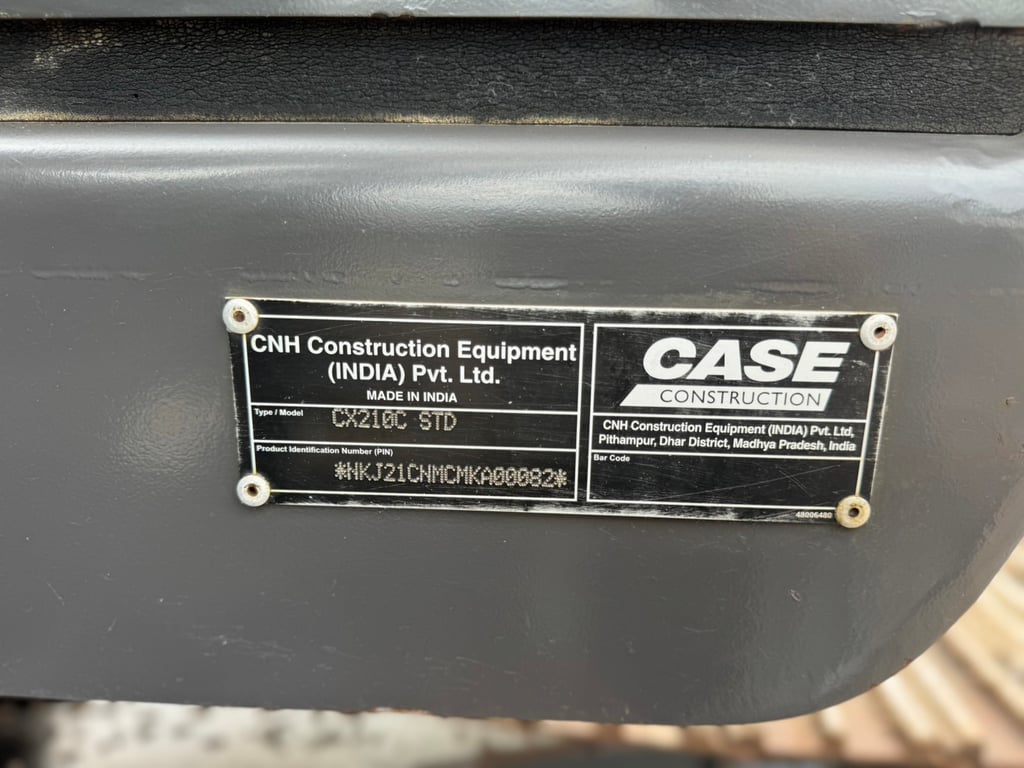 CNH Construction Equipment
(INDIA) Pvt. Ltd.
MADE IN INDIA
Type / Model
CX210C STD
Product Identification Number (PIN)
*NKJ21CNMCMKA00082*
CASE
CONSTRUCTION
CNH Construction Equipment (INDIA) Pvt. Ltd,
Pithampur, Dhar District, Madhya Pradesh, India
Bar Code
48006480